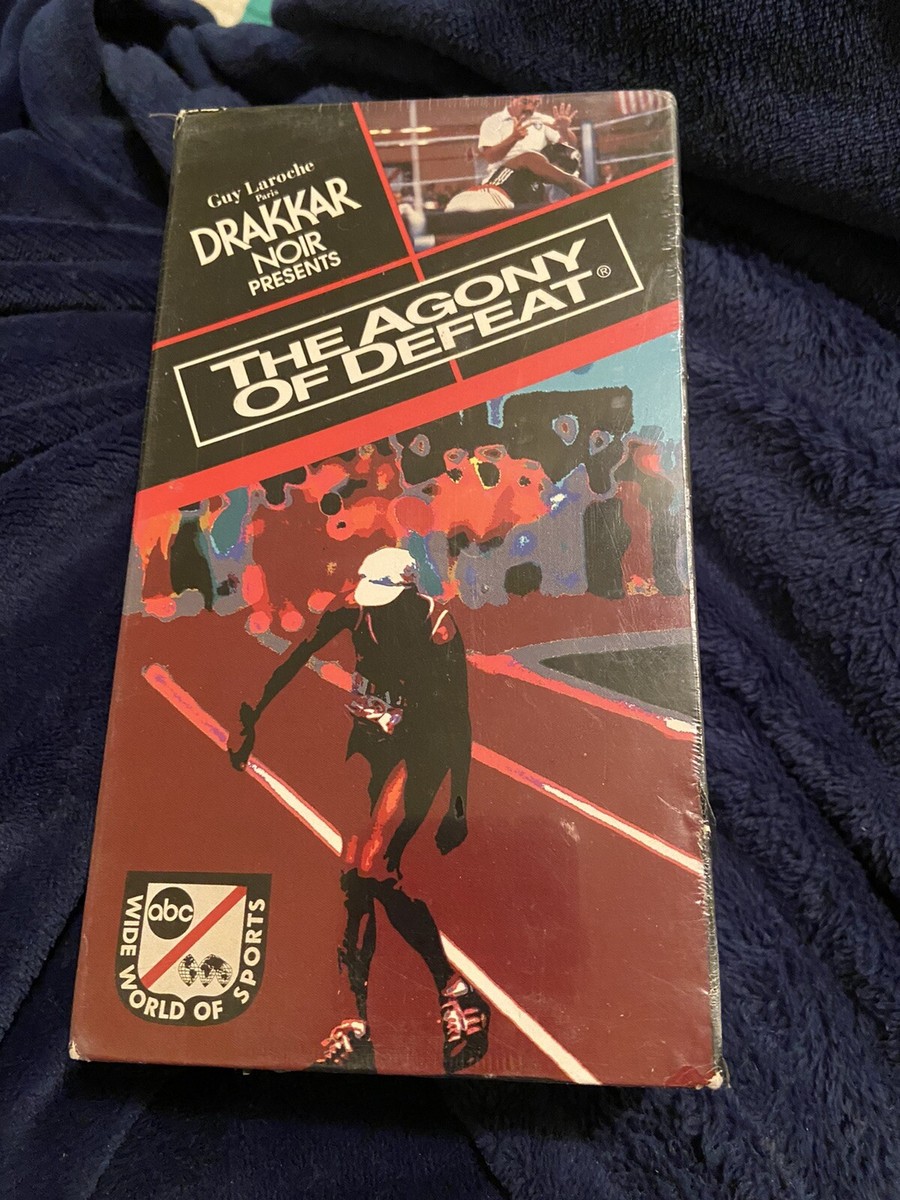 Guy Laroche
Paris
DRAKKAR
NOIR
PRESENTS
THE AGONY
OF DEFEAT®
abc
WIDE WORLD OF SPORTS